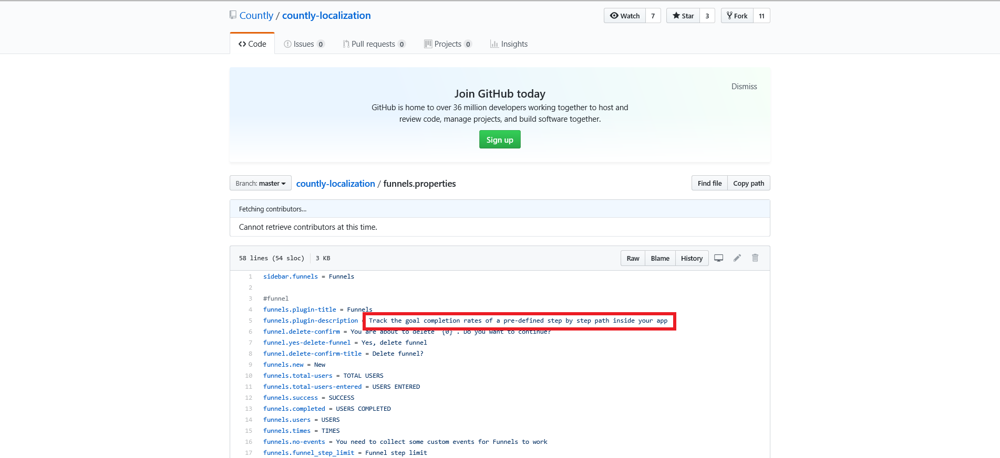 Countly / countly-localization
Watch 7 Star 3 Fork 11
Code Issues 0 Pull requests 0 Projects 0 Insights
Dismiss
Join GitHub today
GitHub is home to over 36 million developers working together to host and
review code, manage projects, and build software together.
Sign up
Branch: master countly-localization / funnels.properties Find file Copy path
Fetching contributors...
Cannot retrieve contributors at this time.
58 lines (54 sloc) 3 KB Raw Blame History
1 sidebar.funnels = Funnels
2
3 #funnel
4 funnels.plugin-title = Funnels
5 funnels.plugin-description Track the goal completion rates of a pre-defined step by step path inside your app
6 funnel.delete-confirm = You are about to delete {0} . Do you want to continue?
7 funnel.yes-delete-funnel = Yes, delete funnel
8 funnel.delete-confirm-title = Delete funnel?
9 funnels.new = New
10 funnels.total-users = TOTAL USERS
11 funnels.total-users-entered = USERS ENTERED
12 funnels.success = SUCCESS
13 funnels.completed = USERS COMPLETED
14 funnels.users = USERS
15 funnels.times = TIMES
16 funnels.no-events = You need to collect some custom events for Funnels to work
17 funnels.funnel_step_limit = Funnel step limit